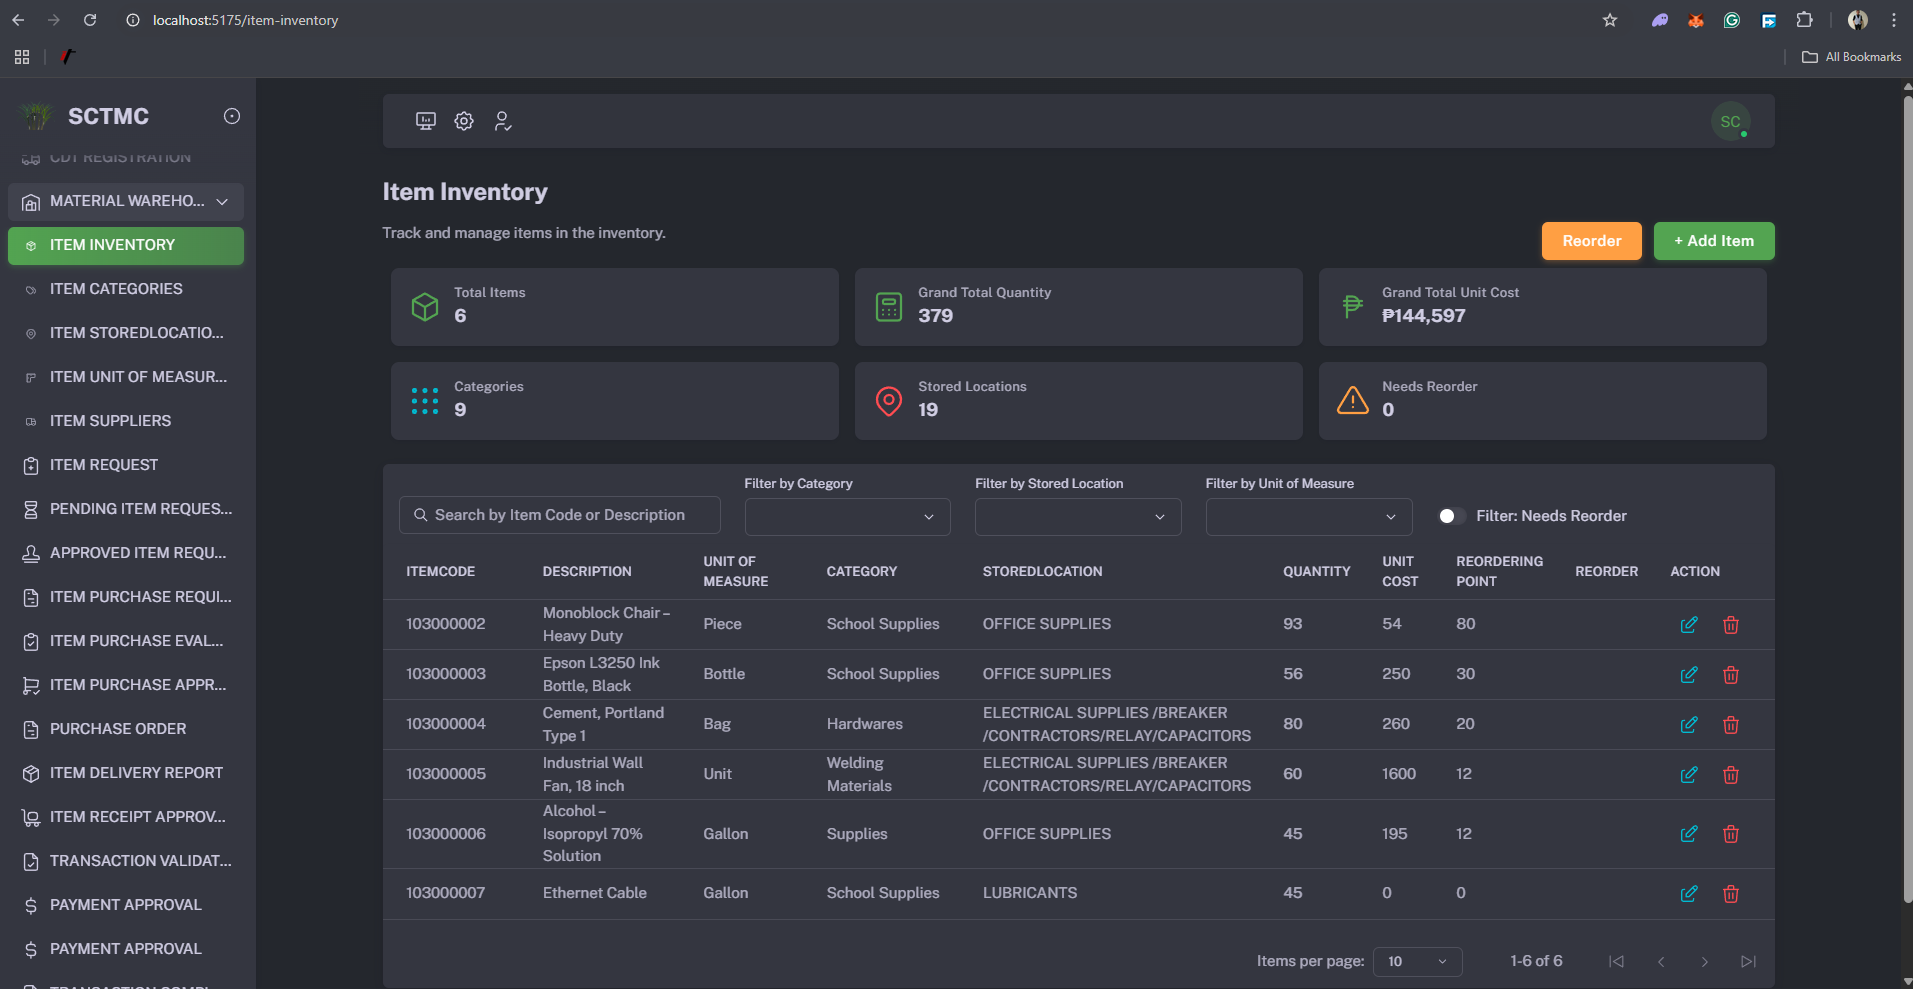 localhost:5175/item-inventory
All Bookmarks
SCTMC
CDT REGISTRATION
MATERIAL WAREHO...
ITEM INVENTORY
ITEM CATEGORIES
ITEM STOREDLOCATIO...
ITEM UNIT OF MEASUR...
ITEM SUPPLIERS
ITEM REQUEST
PENDING ITEM REQUES...
APPROVED ITEM REQU...
ITEM PURCHASE REQUI...
ITEM PURCHASE EVAL...
ITEM PURCHASE APPR...
PURCHASE ORDER
ITEM DELIVERY REPORT
ITEM RECEIPT APPROV...
TRANSACTION VALIDAT...
PAYMENT APPROVAL
PAYMENT APPROVAL
SC
Item Inventory
Track and manage items in the inventory.
Reorder
+ Add Item
Total Items
6
Grand Total Quantity
379
Grand Total Unit Cost
₱144,597
Categories
9
Stored Locations
19
Needs Reorder
0
Search by Item Code or Description
Filter by Category
Filter by Stored Location
Filter by Unit of Measure
Filter: Needs Reorder
ITEMCODE DESCRIPTION UNIT OF MEASURE CATEGORY STOREDLOCATION QUANTITY UNIT COST REORDERING POINT REORDER ACTION
103000002 Monoblock Chair – Heavy Duty Piece School Supplies OFFICE SUPPLIES 93 54 80
103000003 Epson L3250 Ink Bottle, Black Bottle School Supplies OFFICE SUPPLIES 56 250 30
103000004 Cement, Portland Type 1 Bag Hardwares ELECTRICAL SUPPLIES /BREAKER /CONTRACTORS/RELAY/CAPACITORS 80 260 20
103000005 Industrial Wall Fan, 18 inch Unit Welding Materials ELECTRICAL SUPPLIES /BREAKER /CONTRACTORS/RELAY/CAPACITORS 60 1600 12
103000006 Alcohol – Isopropyl 70% Solution Gallon Supplies OFFICE SUPPLIES 45 195 12
103000007 Ethernet Cable Gallon School Supplies LUBRICANTS 45 0 0
Items per page: 10 1-6 of 6